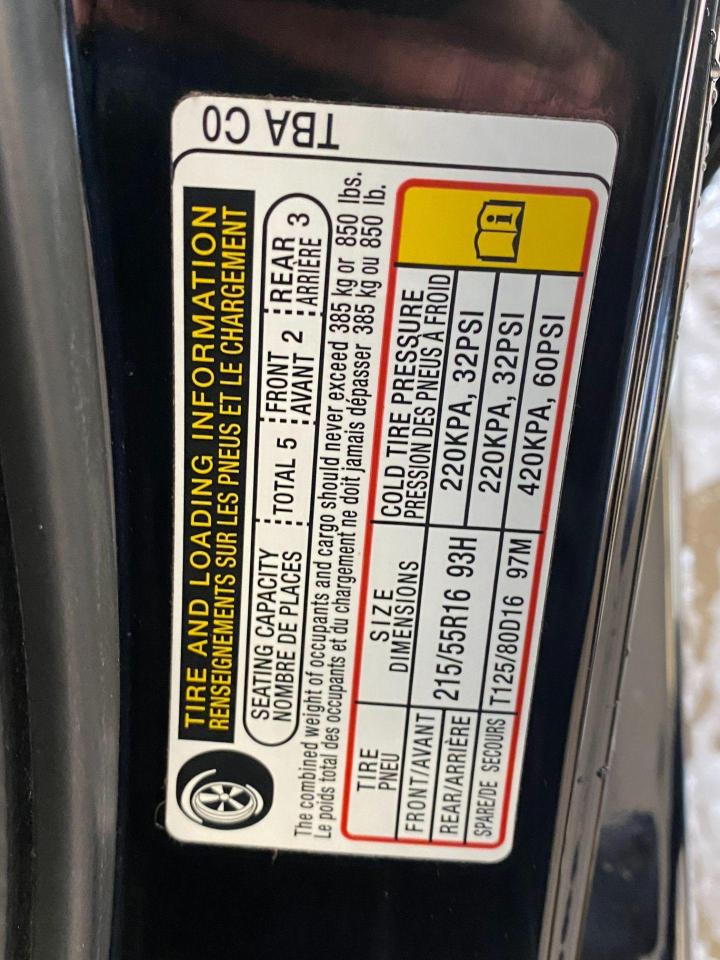 TBA C0
TIRE AND LOADING INFORMATION
RENSEIGNEMENTS SUR LES PNEUS ET LE CHARGEMENT
SEATING CAPACITY
NOMBRE DE PLACES
TOTAL 5
FRONT
AVANT 2
REAR
ARRIÈRE 3
The combined weight of occupants and cargo should never exceed 385 kg or 850 lbs.
Le poids total des occupants et du chargement ne doit jamais dépasser 385 kg ou 850 lb.
TIRE
PNEU
SIZE
DIMENSIONS
COLD TIRE PRESSURE
PRESSION DES PNEUS À FROID
FRONT/AVANT
215/55R16 93H
220KPA, 32PSI
REAR/ARRIÈRE
220KPA, 32PSI
SPARE/DE SECOURS
T125/80D16 97M
420KPA, 60PSI